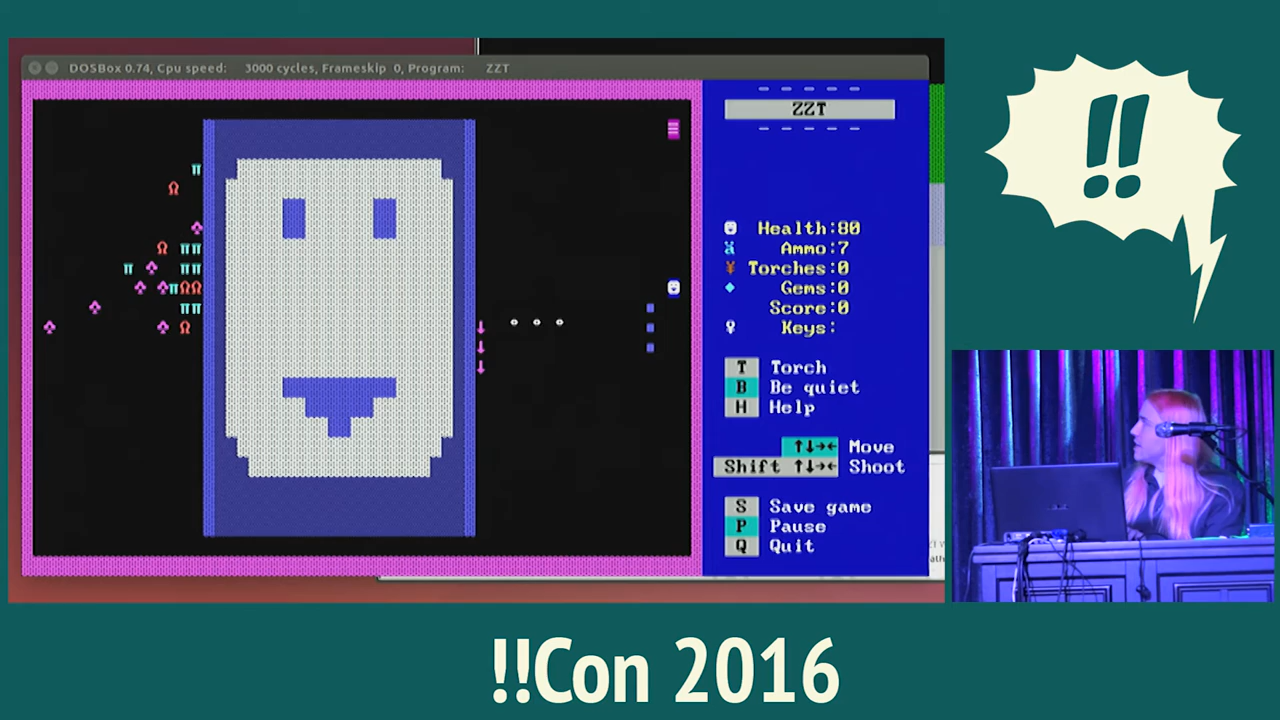 DOSBox 0.74, Cpu speed: 3000 cycles, Frameskip 0, Program: ZZT
ZZT
Health:80
Ammo:7
Torches:0
Gems:0
Score:0
Keys:
T Torch
B Be quiet
H Help
↑↓→← Move
Shift ↑↓→← Shoot
S Save game
P Pause
Q Quit
!!
!!Con 2016